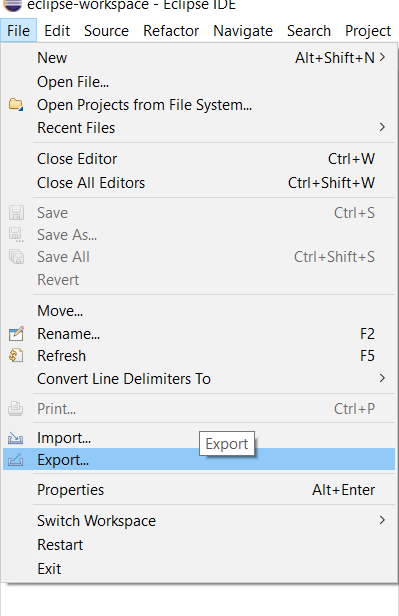 eclipse-workspace - Eclipse IDE
File Edit Source Refactor Navigate Search Project
New Alt+Shift+N >
Open File...
Open Projects from File System...
Recent Files >
Close Editor Ctrl+W
Close All Editors Ctrl+Shift+W
Save Ctrl+S
Save As...
Save All Ctrl+Shift+S
Revert
Move...
Rename... F2
Refresh F5
Convert Line Delimiters To >
Print... Ctrl+P
Import...
Export
Export...
Properties Alt+Enter
Switch Workspace >
Restart
Exit